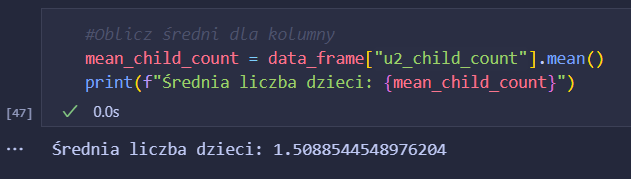 #Oblicz średni dla kolumny
mean_child_count = data_frame["u2_child_count"].mean()
print(f"Średnia liczba dzieci: {mean_child_count}")
[47]
0.0s
Średnia liczba dzieci: 1.5088544548976204